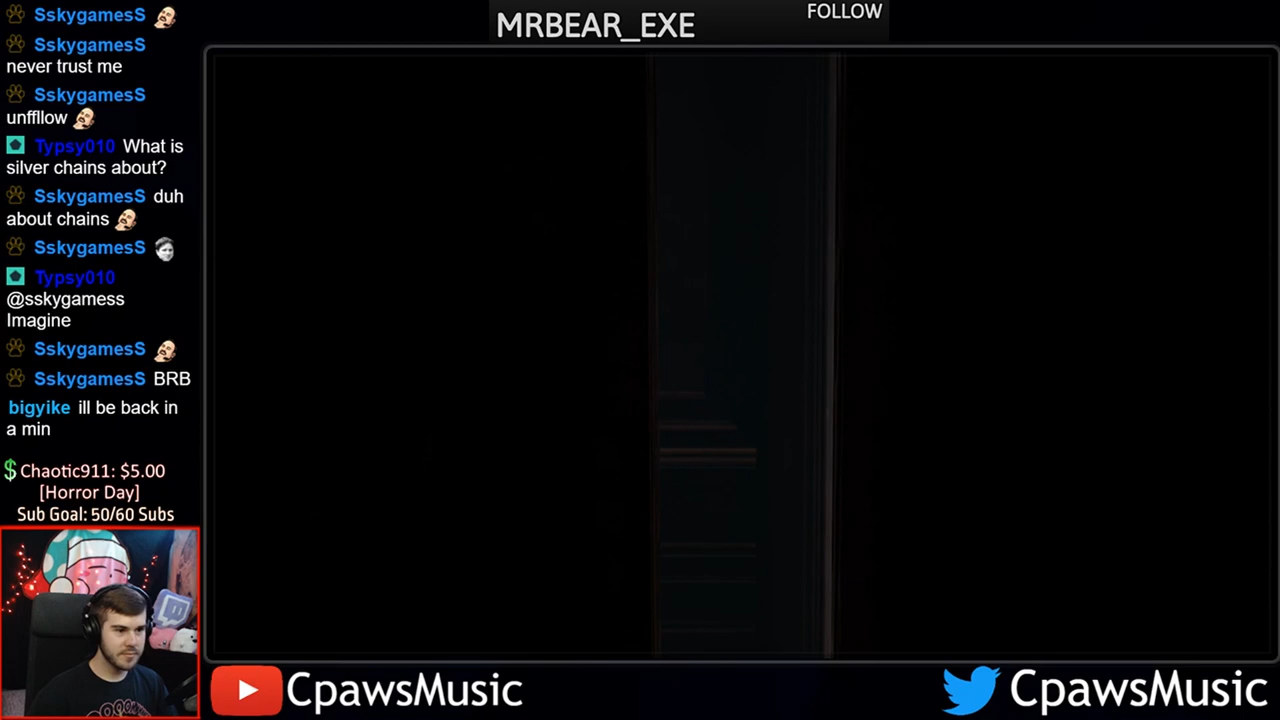 SskygamesS
SskygamesS
never trust me
SskygamesS
unffllow
Typsy010 What is
silver chains about?
SskygamesS duh
about chains
SskygamesS
Typsy010
@sskygamess
Imagine
SskygamesS
SskygamesS BRB
bigyike ill be back in
a min
$ Chaotic911: $5.00
[Horror Day]
Sub Goal: 50/60 Subs
MRBEAR_EXE
FOLLOW
CpawsMusic
CpawsMusic